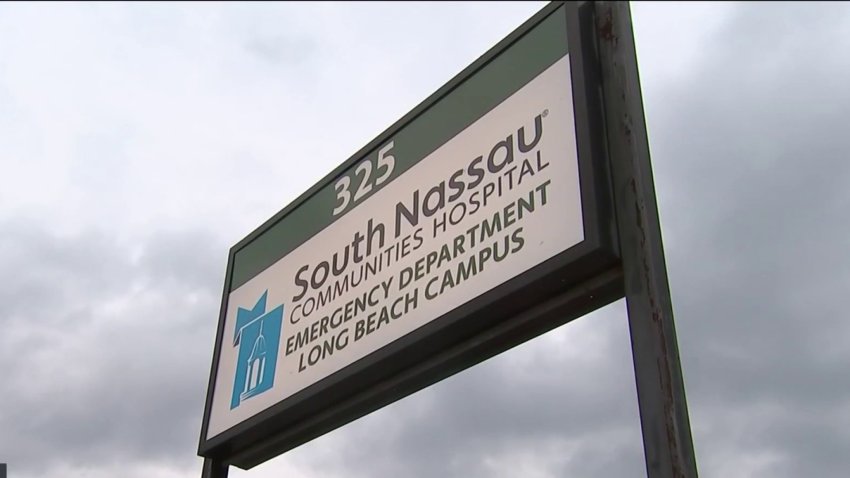 325
South Nassau®
COMMUNITIES HOSPITAL
EMERGENCY DEPARTMENT
LONG BEACH CAMPUS